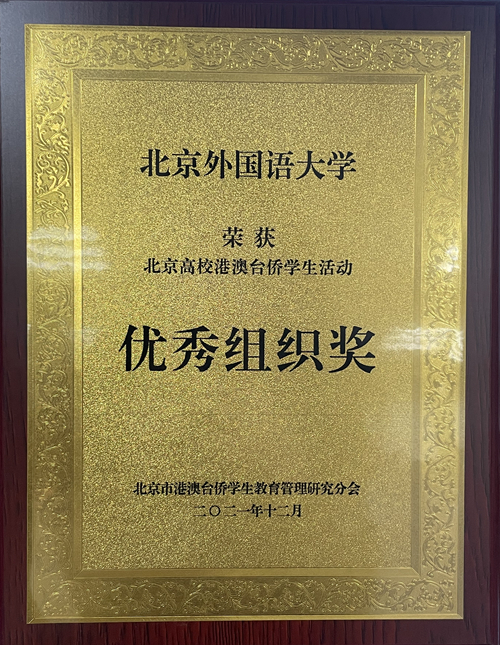 北京外国语大学
荣获
北京高校港澳台侨学生活动
优秀组织奖
北京市港澳台侨学生教育管理研究分会
二〇二一年十二月